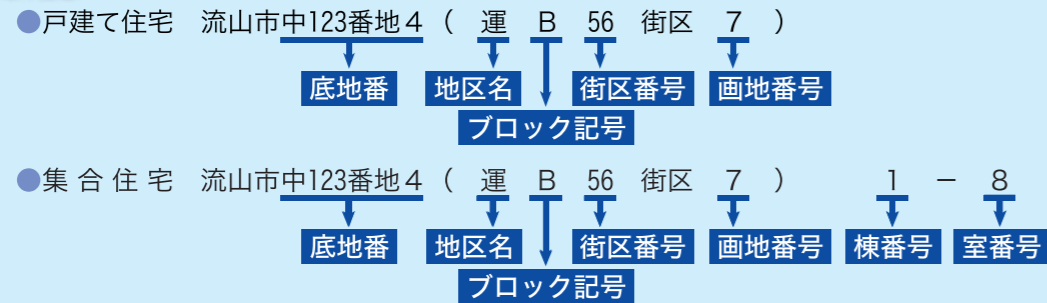 ●戸建て住宅　流山市中123番地4（　運　B　56　街区　7　）
底地番　地区名　街区番号　画地番号
ブロック記号
●集合住宅　流山市中123番地4（　運　B　56　街区　7　）　1　－　8
底地番　地区名　街区番号　画地番号　棟番号　室番号
ブロック記号